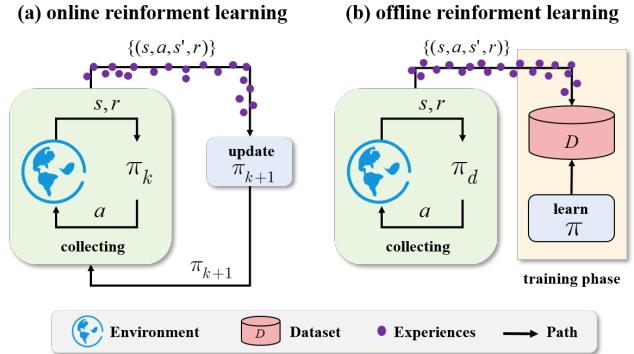 (a) online reinforment learning
{(s,a,s',r)}
s,r
π_k
a
collecting
update
π_{k+1}
π_{k+1}
(b) offline reinforment learning
{(s,a,s',r)}
s,r
π_d
a
collecting
D
learn
π
training phase
Environment
D Dataset
Experiences
Path